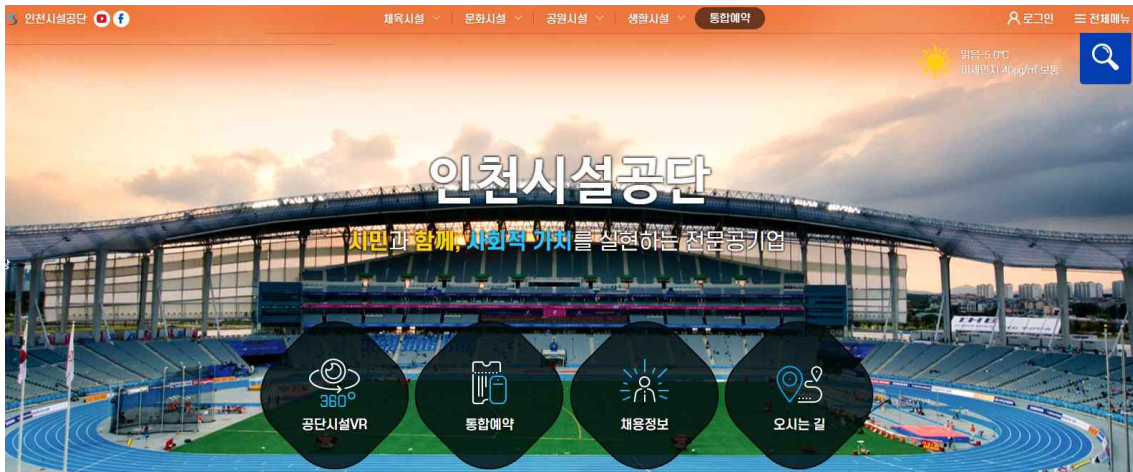 인천시설공단
체육시설 문화시설 공원시설 생활시설 통합예약
로그인 전체메뉴
맑음-5.0℃
미세먼지 40㎍/㎥ 보통
인천시설공단
시민과 함께, 사회적 가치를 실현하는 전문공기업
360°
공단시설VR
통합예약
채용정보
오시는 길